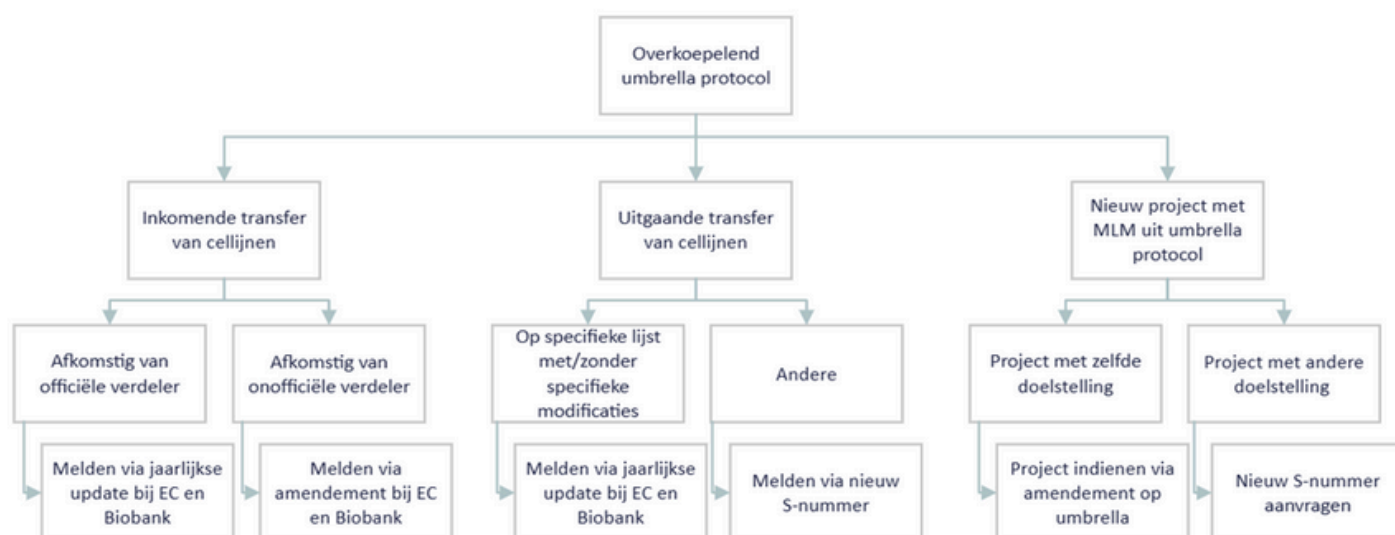 Overkoepelend
umbrella protocol
Inkomende transfer
van cellijnen
Uitgaande transfer
van cellijnen
Nieuw project met
MLM uit umbrella
protocol
Afkomstig van
officiële verdeler
Afkomstig van
onofficiële verdeler
Op specifieke lijst
met/zonder
specifieke
modificaties
Andere
Project met zelfde
doelstelling
Project met andere
doelstelling
Melden via jaarlijkse
update bij EC en
Biobank
Melden via
amendement bij EC
en Biobank
Melden via jaarlijkse
update bij EC en
Biobank
Melden via nieuw
S-nummer
Project indienen via
amendement op
umbrella
Nieuw S-nummer
aanvragen